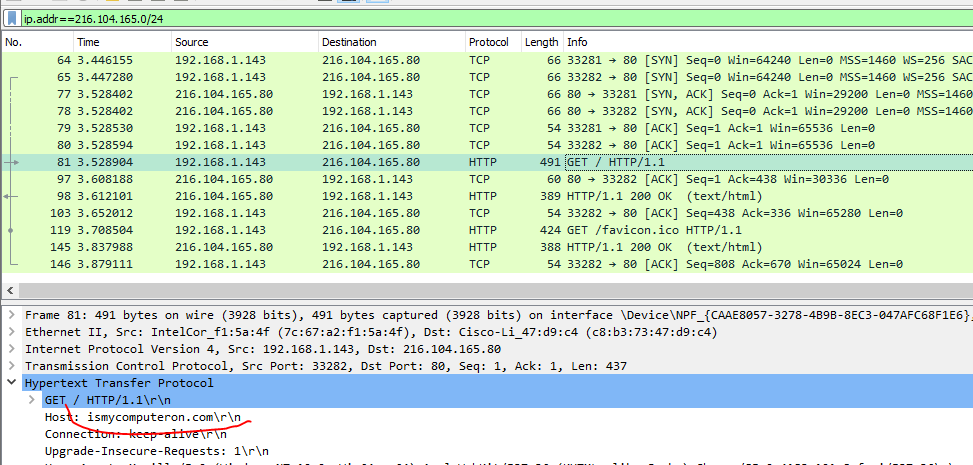 ip.addr==216.104.165.0/24
No. Time Source Destination Protocol Length Info
64 3.446155 192.168.1.143 216.104.165.80 TCP 66 33281 → 80 [SYN] Seq=0 Win=64240 Len=0 MSS=1460 WS=256 SAC
65 3.447280 192.168.1.143 216.104.165.80 TCP 66 33282 → 80 [SYN] Seq=0 Win=64240 Len=0 MSS=1460 WS=256 SAC
77 3.528402 216.104.165.80 192.168.1.143 TCP 66 80 → 33281 [SYN, ACK] Seq=0 Ack=1 Win=29200 Len=0 MSS=1460
78 3.528402 216.104.165.80 192.168.1.143 TCP 66 80 → 33282 [SYN, ACK] Seq=0 Ack=1 Win=29200 Len=0 MSS=1460
79 3.528530 192.168.1.143 216.104.165.80 TCP 54 33281 → 80 [ACK] Seq=1 Ack=1 Win=65536 Len=0
80 3.528594 192.168.1.143 216.104.165.80 TCP 54 33282 → 80 [ACK] Seq=1 Ack=1 Win=65536 Len=0
81 3.528904 192.168.1.143 216.104.165.80 HTTP 491 GET / HTTP/1.1
97 3.608188 216.104.165.80 192.168.1.143 TCP 60 80 → 33282 [ACK] Seq=1 Ack=438 Win=30336 Len=0
98 3.612101 216.104.165.80 192.168.1.143 HTTP 389 HTTP/1.1 200 OK (text/html)
103 3.652012 192.168.1.143 216.104.165.80 TCP 54 33282 → 80 [ACK] Seq=438 Ack=336 Win=65280 Len=0
119 3.708504 192.168.1.143 216.104.165.80 HTTP 424 GET /favicon.ico HTTP/1.1
145 3.837988 216.104.165.80 192.168.1.143 HTTP 388 HTTP/1.1 200 OK (text/html)
146 3.879111 192.168.1.143 216.104.165.80 TCP 54 33282 → 80 [ACK] Seq=808 Ack=670 Win=65024 Len=0
Frame 81: 491 bytes on wire (3928 bits), 491 bytes captured (3928 bits) on interface \Device\NPF_{CAAE8057-3278-4B9B-8EC3-047AFC68F1E6},
Ethernet II, Src: IntelCor_f1:5a:4f (7c:67:a2:f1:5a:4f), Dst: Cisco-Li_47:d9:c4 (c8:b3:73:47:d9:c4)
Internet Protocol Version 4, Src: 192.168.1.143, Dst: 216.104.165.80
Transmission Control Protocol, Src Port: 33282, Dst Port: 80, Seq: 1, Ack: 1, Len: 437
Hypertext Transfer Protocol
GET / HTTP/1.1\r\n
Host: ismycomputeron.com\r\n
Connection: keep-alive\r\n
Upgrade-Insecure-Requests: 1\r\n